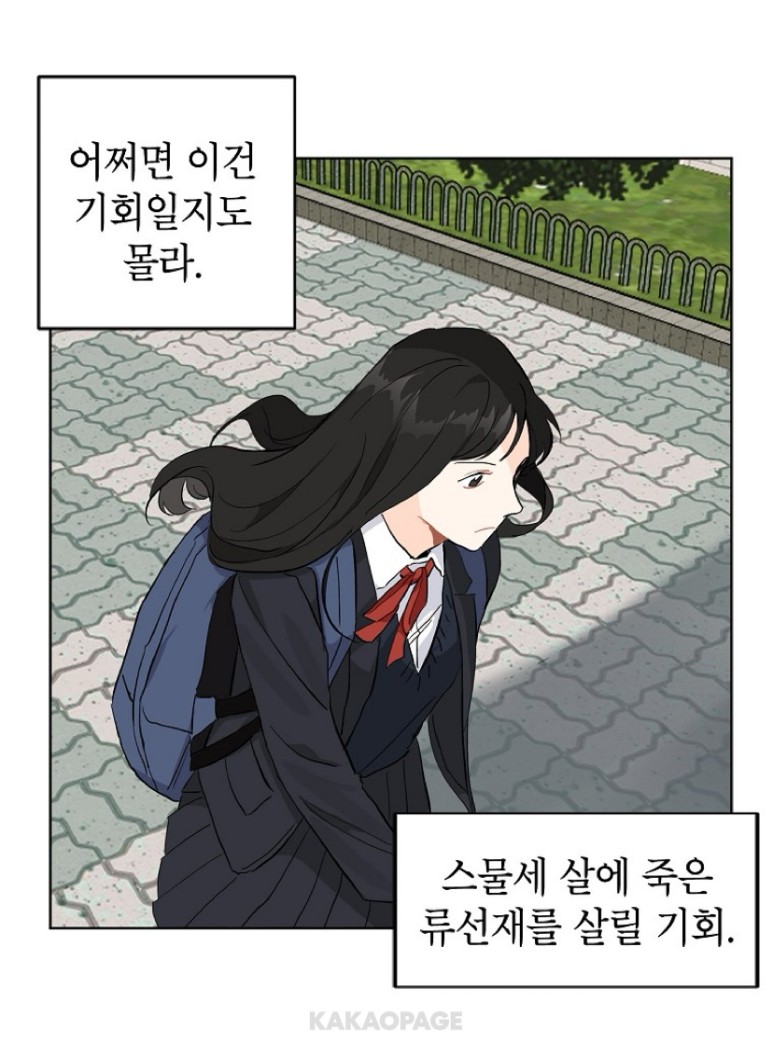 어쩌면 이건
기회일지도
몰라.
스물세 살에 죽은
류선재를 살릴 기회.
KAKAOPAGE